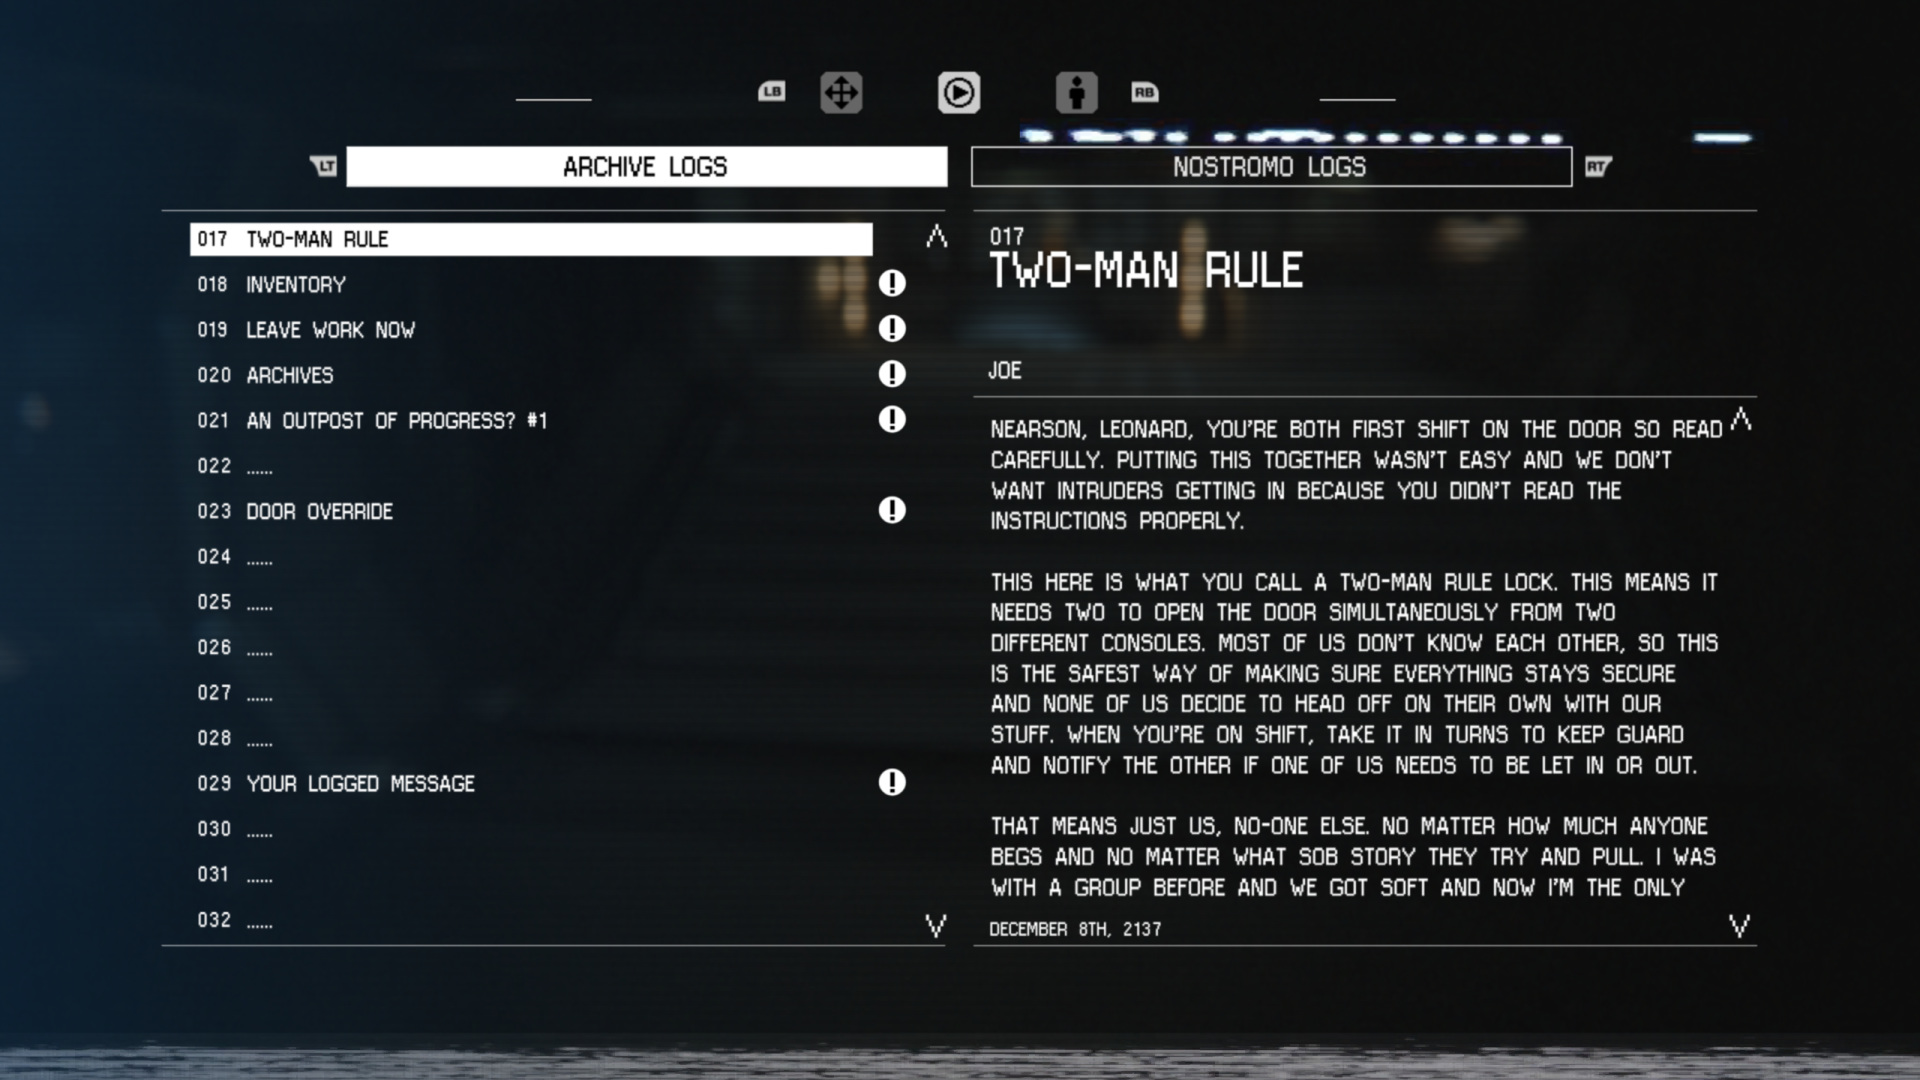 LB
RB
LT
ARCHIVE LOGS
NOSTROMO LOGS
RT
017 TWO-MAN RULE
018 INVENTORY
019 LEAVE WORK NOW
020 ARCHIVES
021 AN OUTPOST OF PROGRESS? #1
022 ......
023 DOOR OVERRIDE
024 ......
025 ......
026 ......
027 ......
028 ......
029 YOUR LOGGED MESSAGE
030 ......
031 ......
032 ......
017
TWO-MAN RULE
JOE
NEARSON, LEONARD, YOU'RE BOTH FIRST SHIFT ON THE DOOR SO READ
CAREFULLY. PUTTING THIS TOGETHER WASN'T EASY AND WE DON'T
WANT INTRUDERS GETTING IN BECAUSE YOU DIDN'T READ THE
INSTRUCTIONS PROPERLY.
THIS HERE IS WHAT YOU CALL A TWO-MAN RULE LOCK. THIS MEANS IT
NEEDS TWO TO OPEN THE DOOR SIMULTANEOUSLY FROM TWO
DIFFERENT CONSOLES. MOST OF US DON'T KNOW EACH OTHER, SO THIS
IS THE SAFEST WAY OF MAKING SURE EVERYTHING STAYS SECURE
AND NONE OF US DECIDE TO HEAD OFF ON THEIR OWN WITH OUR
STUFF. WHEN YOU'RE ON SHIFT, TAKE IT IN TURNS TO KEEP GUARD
AND NOTIFY THE OTHER IF ONE OF US NEEDS TO BE LET IN OR OUT.
THAT MEANS JUST US, NO-ONE ELSE. NO MATTER HOW MUCH ANYONE
BEGS AND NO MATTER WHAT SOB STORY THEY TRY AND PULL. I WAS
WITH A GROUP BEFORE AND WE GOT SOFT AND NOW I'M THE ONLY
DECEMBER 8TH, 2137